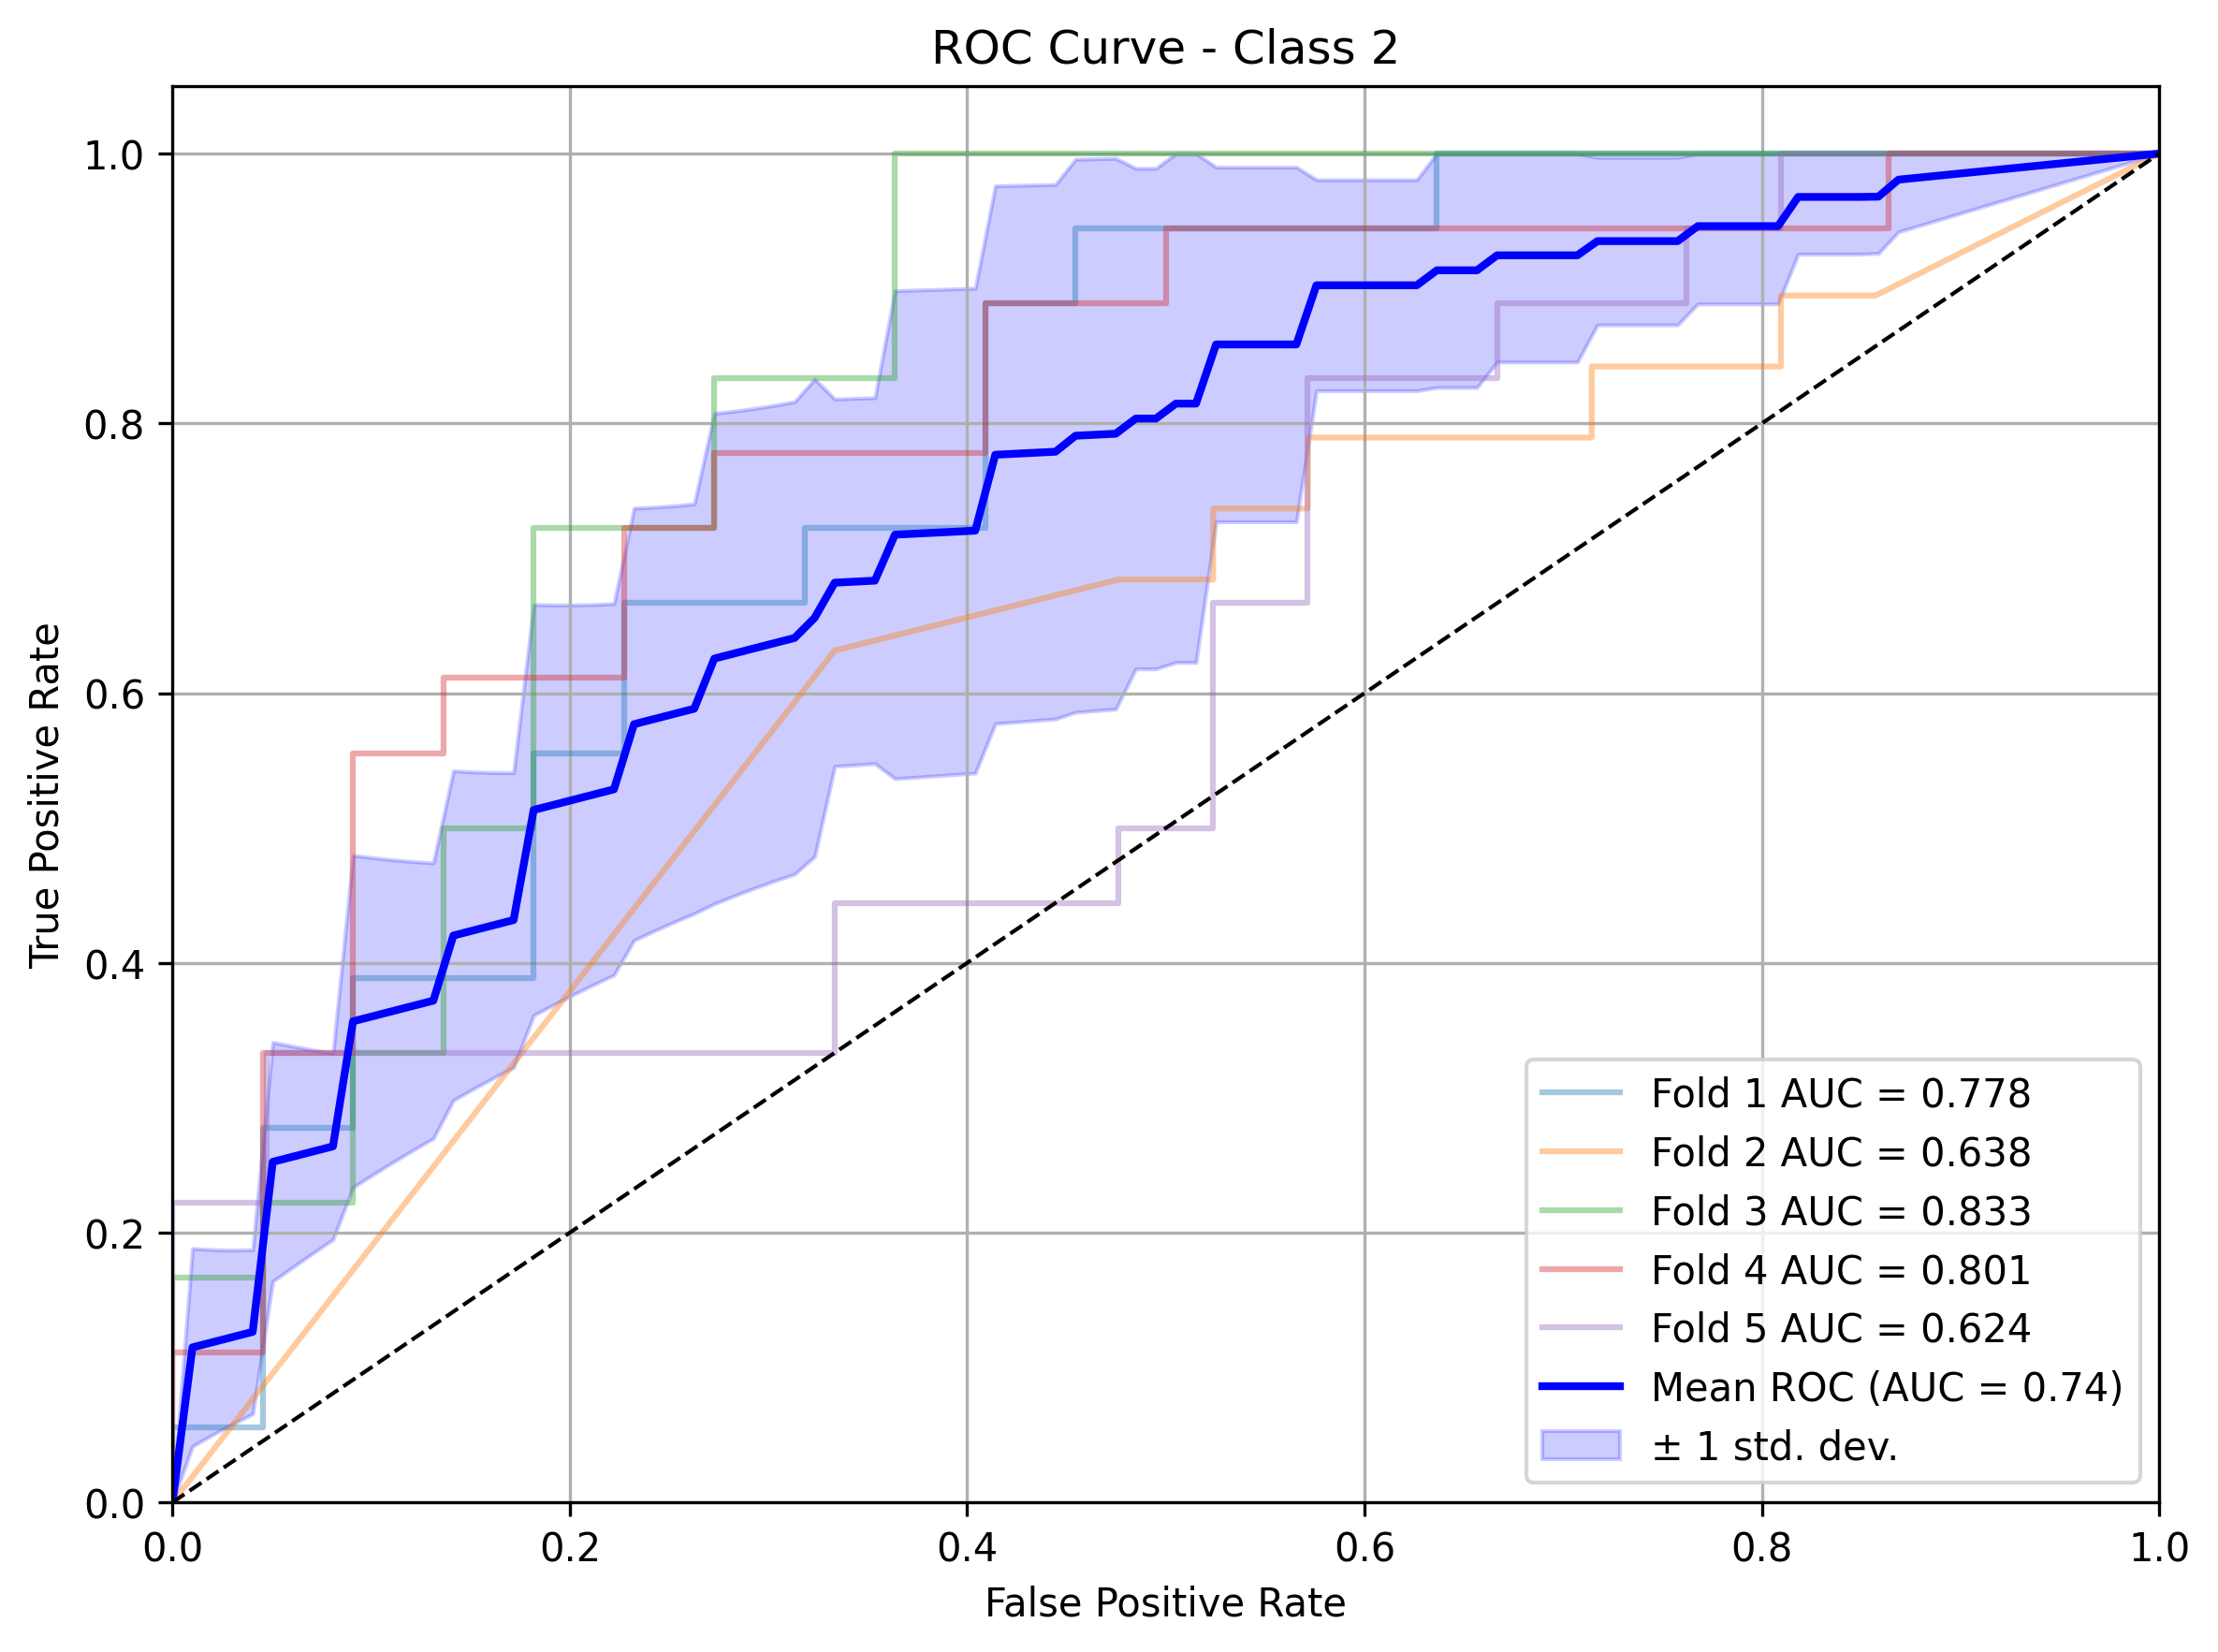 ROC Curve - Class 2
True Positive Rate
1.0
0.8
0.6
0.4
0.2
0.0
0.0 0.2 0.4 0.6 0.8 1.0
False Positive Rate
Fold 1 AUC = 0.778
Fold 2 AUC = 0.638
Fold 3 AUC = 0.833
Fold 4 AUC = 0.801
Fold 5 AUC = 0.624
Mean ROC (AUC = 0.74)
± 1 std. dev.